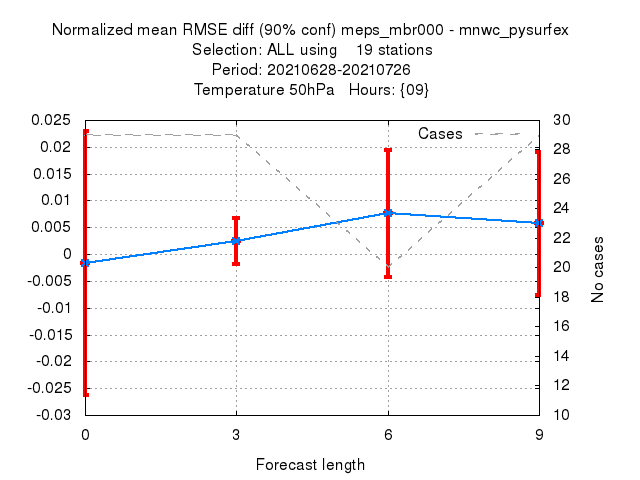 Normalized mean RMSE diff (90% conf) meps_mbr000 - mnwc_pysurfex
Selection: ALL using    19 stations
Period: 20210628-20210726
Temperature 50hPa   Hours: {09}
Cases
0.025
0.02
0.015
0.01
0.005
0
-0.005
-0.01
-0.015
-0.02
-0.025
-0.03
30
28
26
24
22
20
18
16
14
12
10
No cases
0 3 6 9
Forecast length